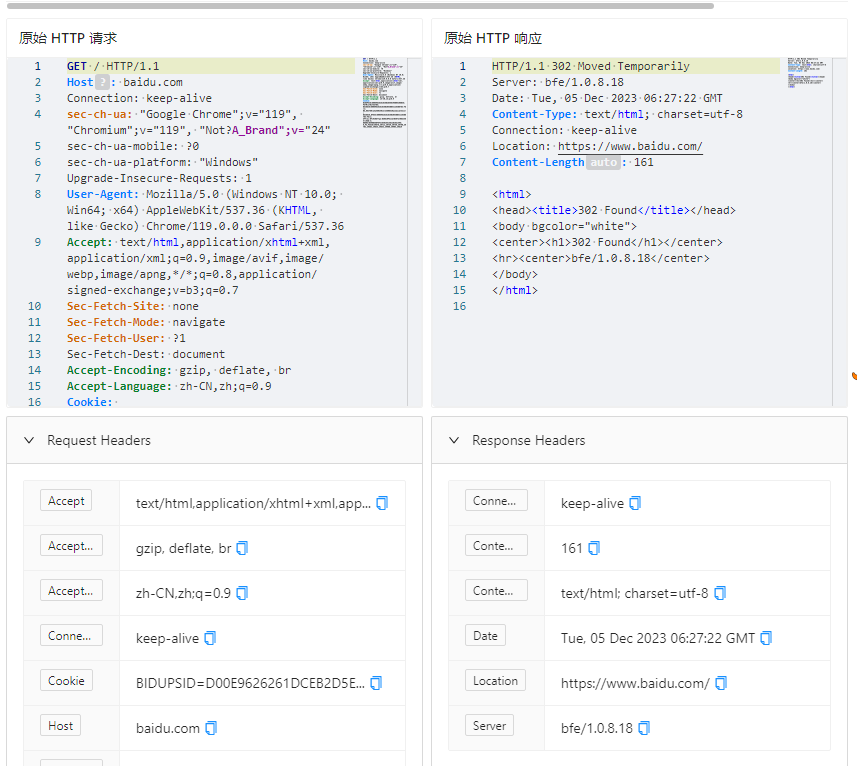 原始 HTTP 请求
1 GET / HTTP/1.1
2 Host ? : baidu.com
3 Connection: keep-alive
4 sec-ch-ua: "Google Chrome";v="119",
"Chromium";v="119", "Not?A_Brand";v="24"
5 sec-ch-ua-mobile: ?0
6 sec-ch-ua-platform: "Windows"
7 Upgrade-Insecure-Requests: 1
8 User-Agent: Mozilla/5.0 (Windows NT 10.0;
Win64; x64) AppleWebKit/537.36 (KHTML,
like Gecko) Chrome/119.0.0.0 Safari/537.36
9 Accept: text/html,application/xhtml+xml,
application/xml;q=0.9,image/avif,image/
webp,image/apng,*/*;q=0.8,application/
signed-exchange;v=b3;q=0.7
10 Sec-Fetch-Site: none
11 Sec-Fetch-Mode: navigate
12 Sec-Fetch-User: ?1
13 Sec-Fetch-Dest: document
14 Accept-Encoding: gzip, deflate, br
15 Accept-Language: zh-CN,zh;q=0.9
16 Cookie:
原始 HTTP 响应
1 HTTP/1.1 302 Moved Temporarily
2 Server: bfe/1.0.8.18
3 Date: Tue, 05 Dec 2023 06:27:22 GMT
4 Content-Type: text/html; charset=utf-8
5 Connection: keep-alive
6 Location: https://www.baidu.com/
7 Content-Length auto : 161
8
9 <html>
10 <head><title>302 Found</title></head>
11 <body bgcolor="white">
12 <center><h1>302 Found</h1></center>
13 <hr><center>bfe/1.0.8.18</center>
14 </body>
15 </html>
16
Request Headers
Accept text/html,application/xhtml+xml,app...
Accept... gzip, deflate, br
Accept... zh-CN,zh;q=0.9
Conne... keep-alive
Cookie BIDUPSID=D00E9626261DCEB2D5E...
Host baidu.com
Response Headers
Conne... keep-alive
Conte... 161
Conte... text/html; charset=utf-8
Date Tue, 05 Dec 2023 06:27:22 GMT
Location https://www.baidu.com/
Server bfe/1.0.8.18